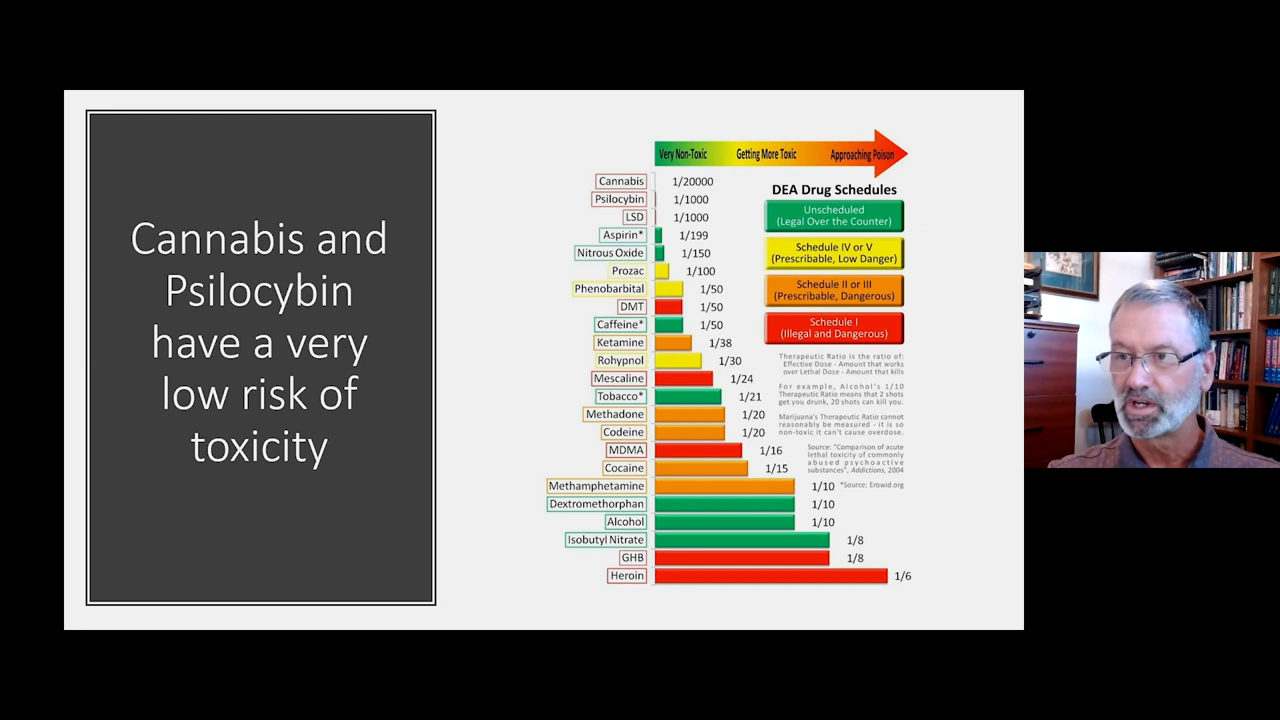 Cannabis and
Psilocybin
have a very
low risk of
toxicity
Very Non-Toxic Getting More Toxic Approaching Poison
Cannabis 1/20000
Psilocybin 1/1000
LSD 1/1000
Aspirin* 1/199
Nitrous Oxide 1/150
Prozac 1/100
Phenobarbital 1/50
DMT 1/50
Caffeine* 1/50
Ketamine 1/38
Rohypnol 1/30
Mescaline 1/24
Tobacco* 1/21
Methadone 1/20
Codeine 1/20
MDMA 1/16
Cocaine 1/15
Methamphetamine 1/10
Dextromethorphan 1/10
Alcohol 1/10
Isobutyl Nitrate 1/8
GHB 1/8
Heroin 1/6
DEA Drug Schedules
Unscheduled
(Legal Over the Counter)
Schedule IV or V
(Prescribable, Low Danger)
Schedule II or III
(Prescribable, Dangerous)
Schedule I
(Illegal and Dangerous)
Therapeutic Ratio is the ratio of:
Effective Dose - Amount that works
over Lethal Dose - Amount that kills
For example, Alcohol's 1/10
Therapeutic Ratio means that 2 shots
get you drunk, 20 shots can kill you.
Marijuana's Therapeutic Ratio cannot
reasonably be measured - it is so
non-toxic it can't cause overdose.
Source: "Comparison of acute
lethal toxicity of commonly
abused psychoactive
substances", Addictions, 2004
*Source: Erowid.org